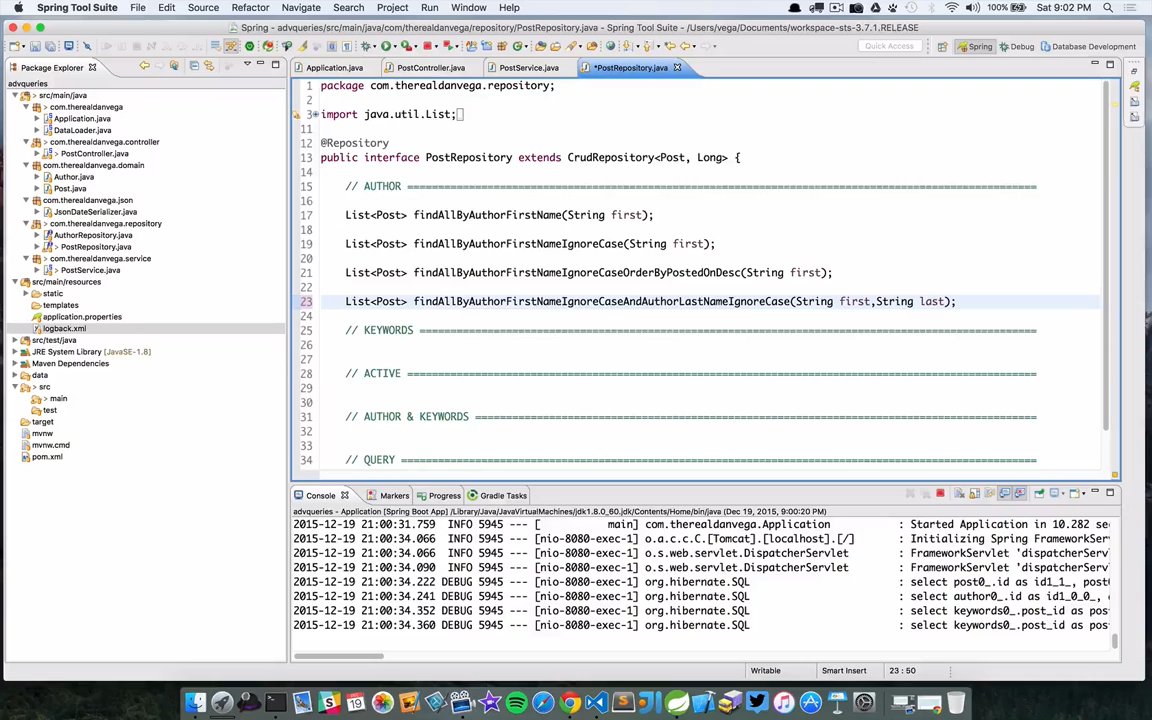 Spring Tool Suite File Edit Source Refactor Navigate Search Project Run Window Help 100% Sat 9:02 PM
Spring - advqueries/src/main/java/com/therealdanvega/repository/PostRepository.java - Spring Tool Suite - /Users/vega/Documents/workspace-sts-3.7.1.RELEASE
Quick Access Spring Debug Database Development
Package Explorer
advqueries
src/main/java
com.therealdanvega
Application.java
DataLoader.java
com.therealdanvega.controller
PostController.java
com.therealdanvega.domain
Author.java
Post.java
com.therealdanvega.json
JsonDateSerializer.java
> com.therealdanvega.repository
AuthorRepository.java
> PostRepository.java
com.therealdanvega.service
> PostService.java
src/main/resources
static
templates
application.properties
logback.xml
src/test/java
JRE System Library [JavaSE-1.8]
Maven Dependencies
data
> src
> main
test
target
mvnw
mvnw.cmd
pom.xml
Application.java PostController.java PostService.java *PostRepository.java
1 package com.therealdanvega.repository;
2
3 import java.util.List;
11
12 @Repository
13 public interface PostRepository extends CrudRepository<Post, Long> {
14
15 // AUTHOR ==========================================================================================
16
17 List<Post> findAllByAuthorFirstName(String first);
18
19 List<Post> findAllByAuthorFirstNameIgnoreCase(String first);
20
21 List<Post> findAllByAuthorFirstNameIgnoreCaseOrderByPostedOnDesc(String first);
22
23 List<Post> findAllByAuthorFirstNameIgnoreCaseAndAuthorLastNameIgnoreCase(String first,String last);
24
25 // KEYWORDS ========================================================================================
26
27
28 // ACTIVE ==========================================================================================
29
30
31 // AUTHOR & KEYWORDS ===============================================================================
32
33
34 // QUERY ===========================================================================================
Console Markers Progress Gradle Tasks
advqueries - Application [Spring Boot App] /Library/Java/JavaVirtualMachines/jdk1.8.0_60.jdk/Contents/Home/bin/java (Dec 19, 2015, 9:00:20 PM)
2015-12-19 21:00:31.759 INFO 5945 --- [ main] com.therealdanvega.Application : Started Application in 10.282 sec
2015-12-19 21:00:34.066 INFO 5945 --- [nio-8080-exec-1] o.a.c.c.C.[Tomcat].[localhost].[/] : Initializing Spring FrameworkSe
2015-12-19 21:00:34.066 INFO 5945 --- [nio-8080-exec-1] o.s.web.servlet.DispatcherServlet : FrameworkServlet 'dispatcherSe
2015-12-19 21:00:34.090 INFO 5945 --- [nio-8080-exec-1] o.s.web.servlet.DispatcherServlet : FrameworkServlet 'dispatcherSe
2015-12-19 21:00:34.222 DEBUG 5945 --- [nio-8080-exec-1] org.hibernate.SQL : select post0_.id as id1_1_, post
2015-12-19 21:00:34.241 DEBUG 5945 --- [nio-8080-exec-1] org.hibernate.SQL : select author0_.id as id1_0_0_,
2015-12-19 21:00:34.352 DEBUG 5945 --- [nio-8080-exec-1] org.hibernate.SQL : select keywords0_.post_id as po
2015-12-19 21:00:34.360 DEBUG 5945 --- [nio-8080-exec-1] org.hibernate.SQL : select keywords0_.post_id as po
Writable Smart Insert 23 : 50